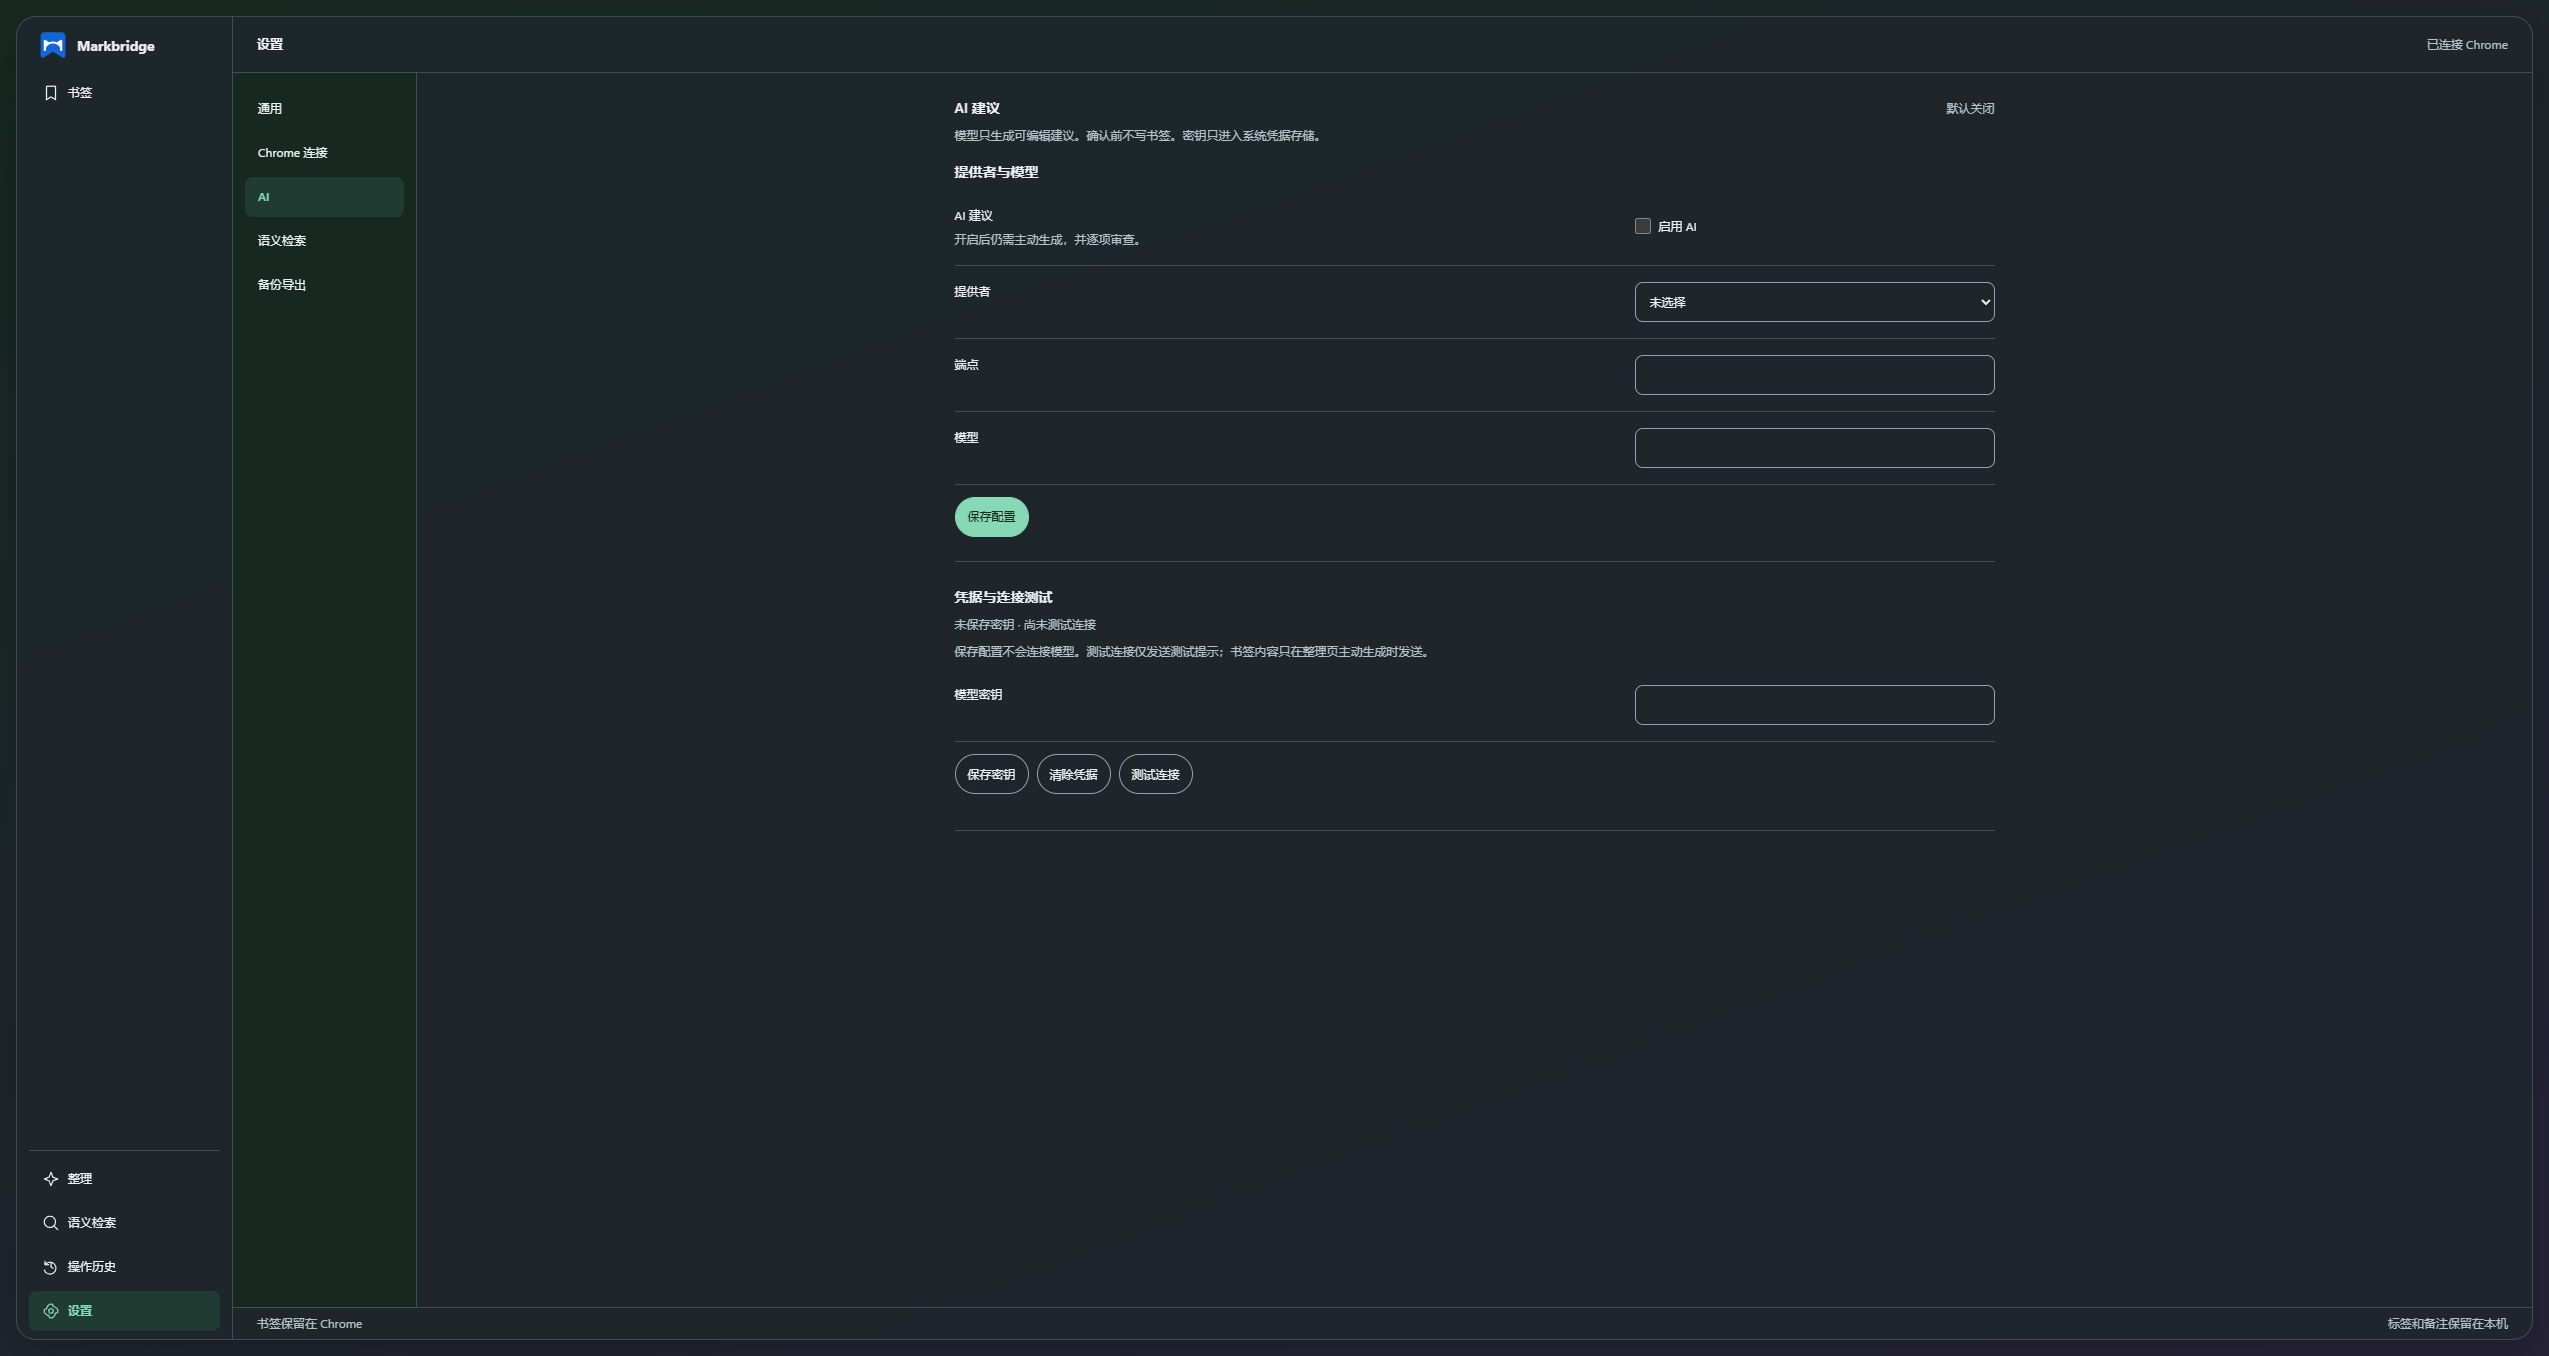 Markbridge
书签
整理
语义检索
操作历史
设置
设置
已连接 Chrome
通用
Chrome 连接
AI
语义检索
备份导出
AI 建议
默认关闭
模型只生成可编辑建议。确认前不写书签。密钥只进入系统凭据存储。
提供者与模型
AI 建议
开启后仍需主动生成，并逐项审查。
启用 AI
提供者
未选择
端点
模型
保存配置
凭据与连接测试
未保存密钥 · 尚未测试连接
保存配置不会连接模型。测试连接仅发送测试提示；书签内容只在整理页主动生成时发送。
模型密钥
保存密钥
清除凭据
测试连接
书签保留在 Chrome
标签和备注保留在本机